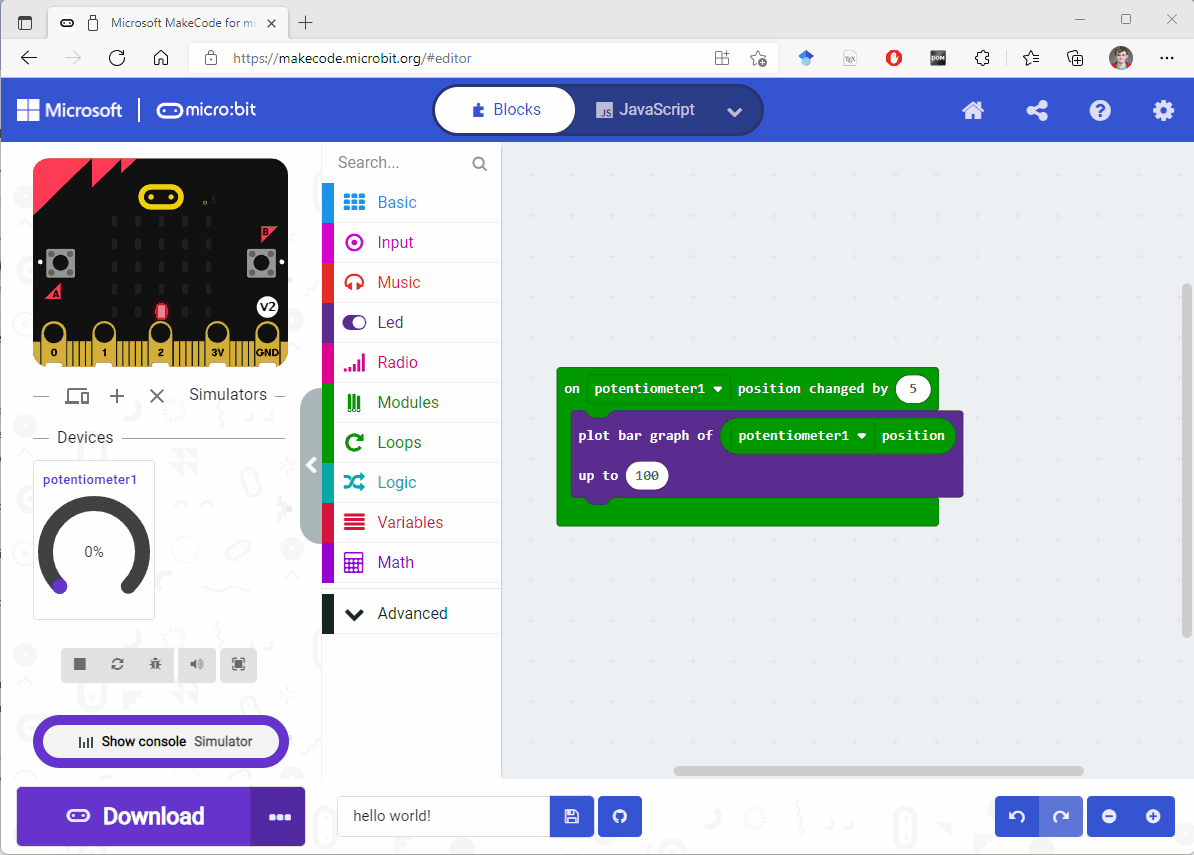 Microsoft MakeCode for mi
https://makecode.microbit.org/#editor
Microsoft
micro:bit
Blocks
JavaScript
B
A
V2
0 1 2 3V GND
Simulators
Devices
potentiometer1
0%
Show console Simulator
Download
Search...
Basic
Input
Music
Led
Radio
Modules
Loops
Logic
Variables
Math
Advanced
on potentiometer1 position changed by 5
plot bar graph of potentiometer1 position
up to 100
hello world!